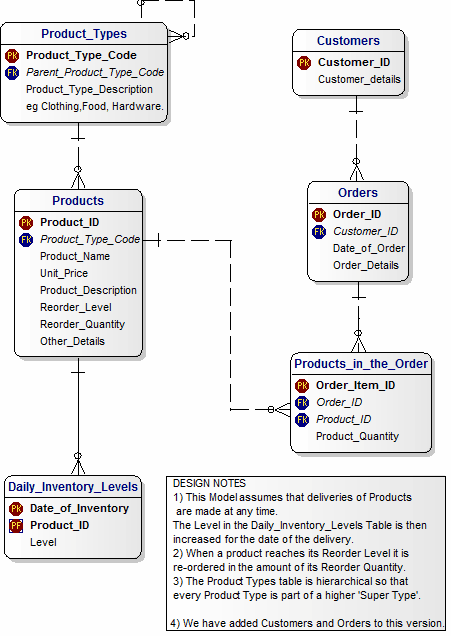 Product_Types
PK Product_Type_Code
FK Parent_Product_Type_Code
Product_Type_Description
eg Clothing,Food, Hardware.
Customers
PK Customer_ID
Customer_details
Products
PK Product_ID
FK Product_Type_Code
Product_Name
Unit_Price
Product_Description
Reorder_Level
Reorder_Quantity
Other_Details
Orders
PK Order_ID
FK Customer_ID
Date_of_Order
Order_Details
Products_in_the_Order
PK Order_Item_ID
FK Order_ID
FK Product_ID
Product_Quantity
Daily_Inventory_Levels
PK Date_of_Inventory
PF Product_ID
Level
DESIGN NOTES
1) This Model assumes that deliveries of Products
are made at any time.
The Level in the Daily_Inventory_Levels Table is then
increased for the date of the delivery.
2) When a product reaches its Reorder Level it is
re-ordered in the amount of its Reorder Quantity.
3) The Product Types table is hierarchical so that
every Product Type is part of a higher 'Super Type'.
4) We have added Customers and Orders to this version.